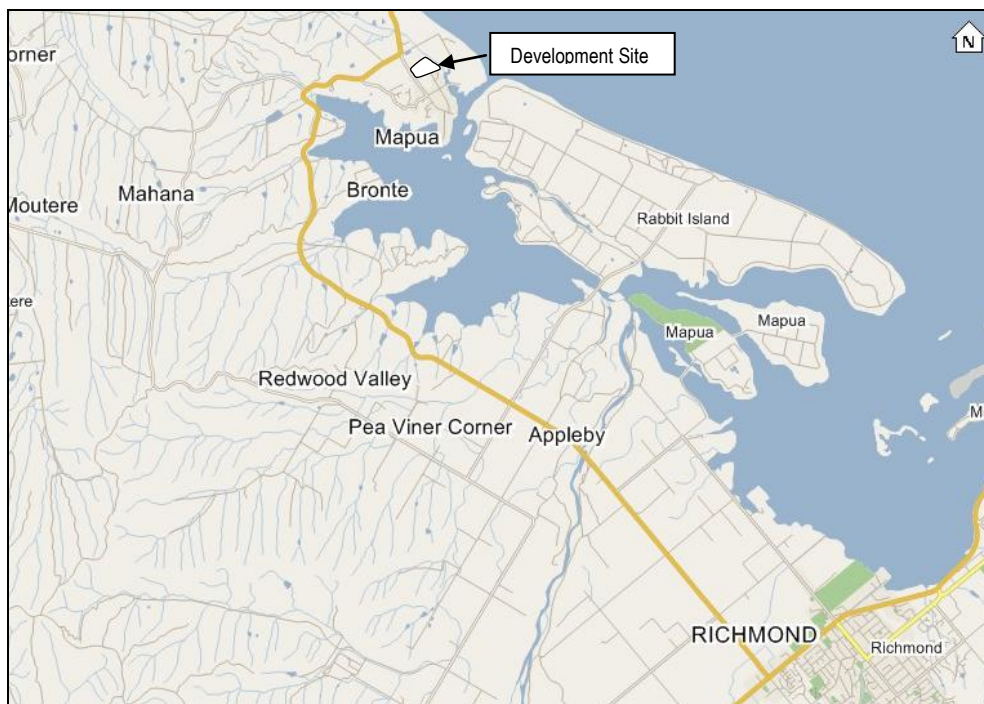 Development Site
N
orner
Mapua
Mahana
Bronte
Moutere
Rabbit Island
ere
Mapua
Mapua
Redwood Valley
Pea Viner Corner
Appleby
M
RICHMOND
Richmond